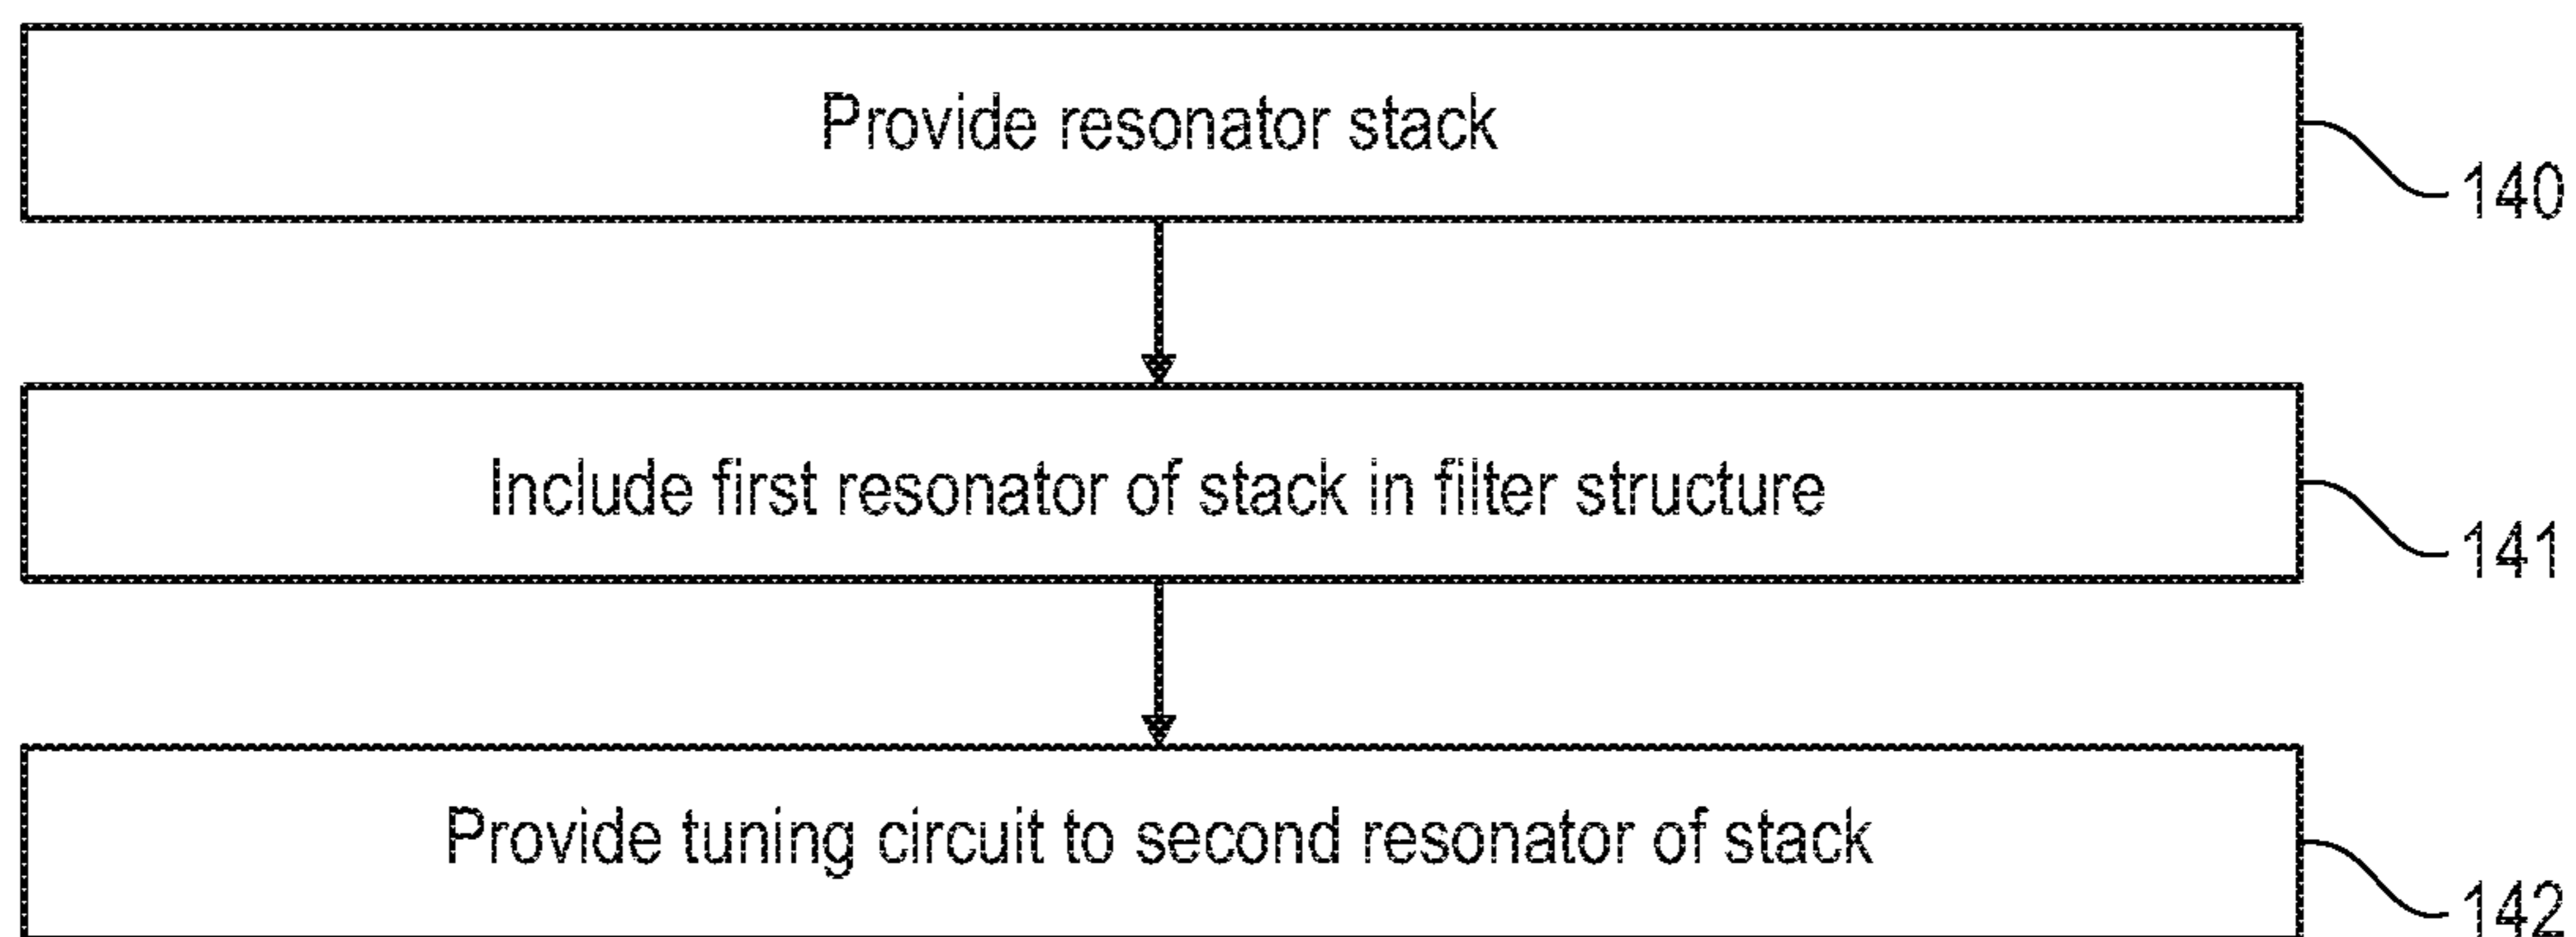 Provide resonator stack
140
Include first resonator of stack in filter structure
141
Provide tuning circuit to second resonator of stack
142